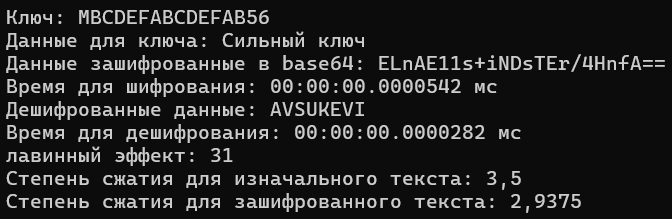 Ключ: MBCDEFABCDEFAB56
Данные для ключа: Сильный ключ
Данные зашифрованные в base64: ELnAE11s+iNDsTEr/4HnfA==
Время для шифрования: 00:00:00.0000542 мс
Дешифрованные данные: AVSUKEVI
Время для дешифрования: 00:00:00.0000282 мс
лавинный эффект: 31
Степень сжатия для изначального текста: 3,5
Степень сжатия для зашифрованного текста: 2,9375